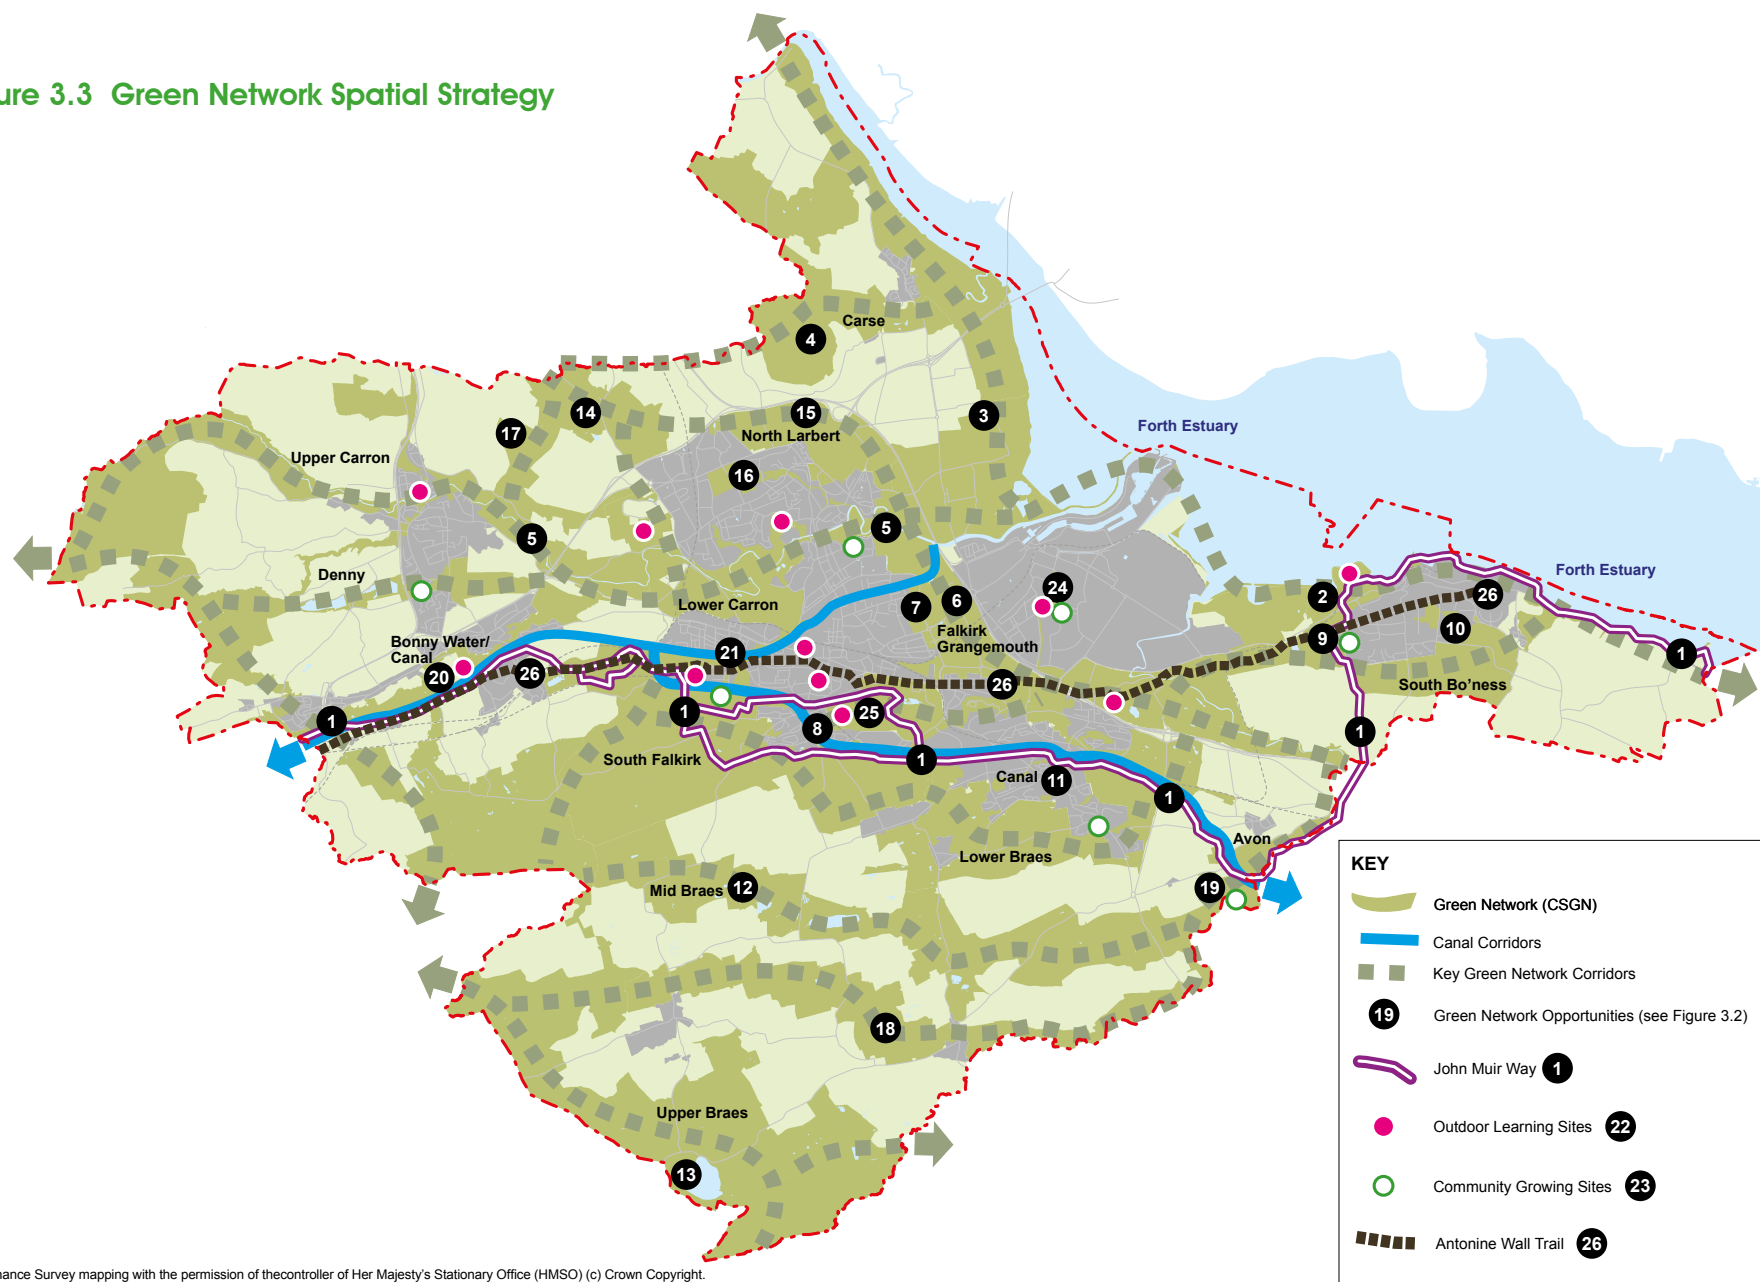 ure 3.3 Green Network Spatial Strategy
Carse
4
3
14
15
17
North Larbert
Forth Estuary
Upper Carron
16
5
5
Denny
Forth Estuary
24
2
26
Lower Carron
7
6
Falkirk
Grangemouth
9
10
Bonny Water/
Canal
21
1
20
26
26
South Bo'ness
1
1
25
8
1
South Falkirk
1
Canal
11
1
Avon
Lower Braes
Mid Braes
12
19
18
Upper Braes
13
KEY
Green Network (CSGN)
Canal Corridors
Key Green Network Corridors
19 Green Network Opportunities (see Figure 3.2)
John Muir Way 1
Outdoor Learning Sites 22
Community Growing Sites 23
Antonine Wall Trail 26
nance Survey mapping with the permission of thecontroller of Her Majesty's Stationary Office (HMSO) (c) Crown Copyright.